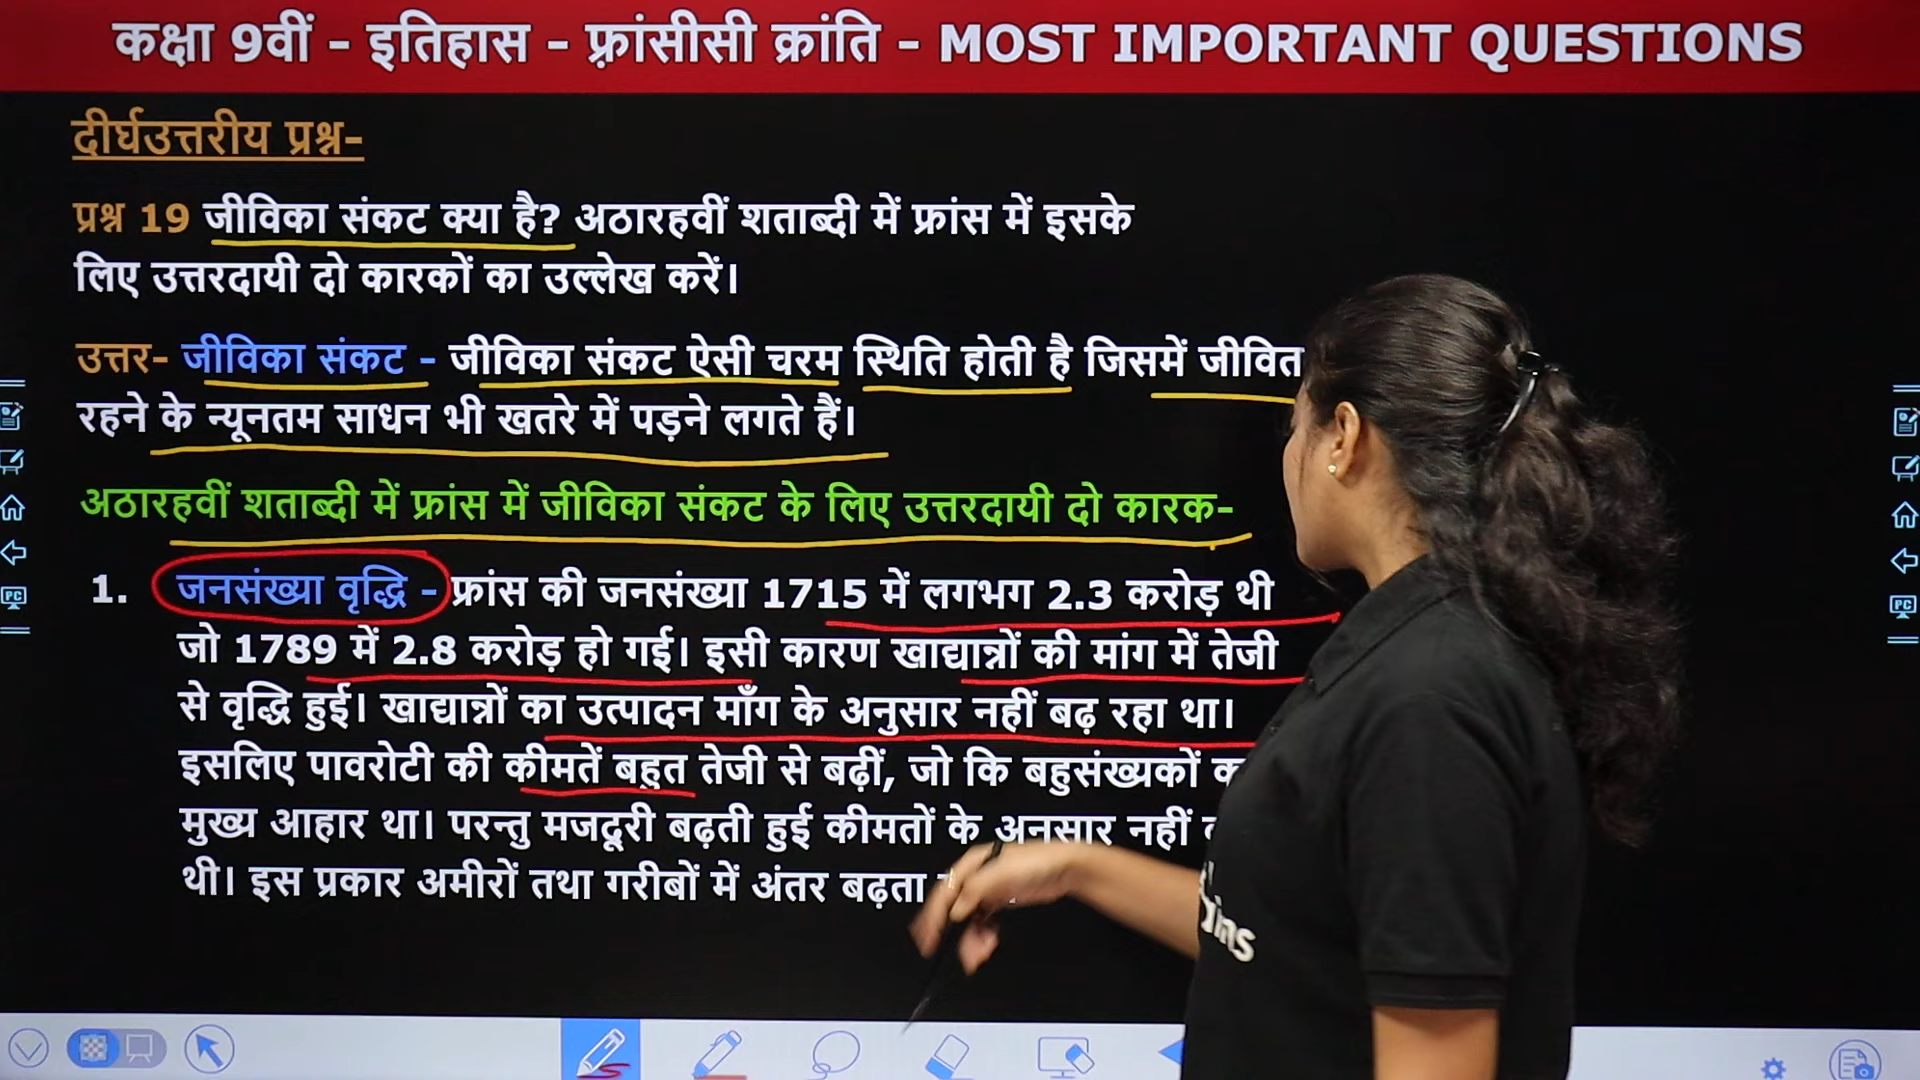 कक्षा 9वीं - इतिहास - फ़्रांसीसी क्रांति - MOST IMPORTANT QUESTIONS
दीर्घउत्तरीय प्रश्न-
प्रश्न 19 जीविका संकट क्या है? अठारहवीं शताब्दी में फ्रांस में इसके
लिए उत्तरदायी दो कारकों का उल्लेख करें।
उत्तर- जीविका संकट - जीविका संकट ऐसी चरम स्थिति होती है जिसमें जीवित
रहने के न्यूनतम साधन भी खतरे में पड़ने लगते हैं।
अठारहवीं शताब्दी में फ्रांस में जीविका संकट के लिए उत्तरदायी दो कारक-
1. जनसंख्या वृद्धि - फ्रांस की जनसंख्या 1715 में लगभग 2.3 करोड़ थी
जो 1789 में 2.8 करोड़ हो गई। इसी कारण खाद्यान्नों की मांग में तेजी
से वृद्धि हुई। खाद्यान्नों का उत्पादन माँग के अनुसार नहीं बढ़ रहा था।
इसलिए पावरोटी की कीमतें बहुत तेजी से बढ़ीं, जो कि बहुसंख्यकों
मुख्य आहार था। परन्तु मजदूरी बढ़ती हुई कीमतों के अनुसार नहीं
थी। इस प्रकार अमीरों तथा गरीबों में अंतर बढ़ता
PC
PC